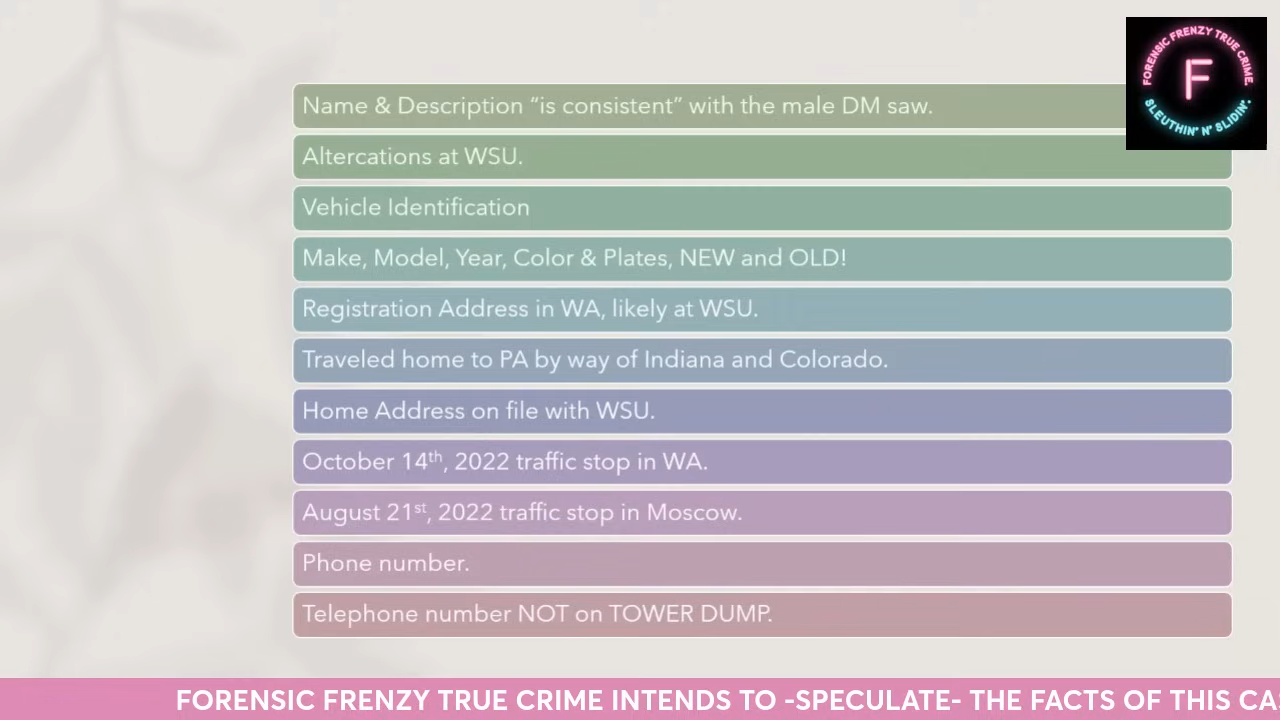 FORENSIC FRENZY TRUE CRIME.
F
SLEUTHIN' N' SLIDIN'.
Name & Description “is consistent” with the male DM saw.
Altercations at WSU.
Vehicle Identification
Make, Model, Year, Color & Plates, NEW and OLD!
Registration Address in WA, likely at WSU.
Traveled home to PA by way of Indiana and Colorado.
Home Address on file with WSU.
October 14th, 2022 traffic stop in WA.
August 21st, 2022 traffic stop in Moscow.
Phone number.
Telephone number NOT on TOWER DUMP.
FORENSIC FRENZY TRUE CRIME INTENDS TO -SPECULATE- THE FACTS OF THIS CA